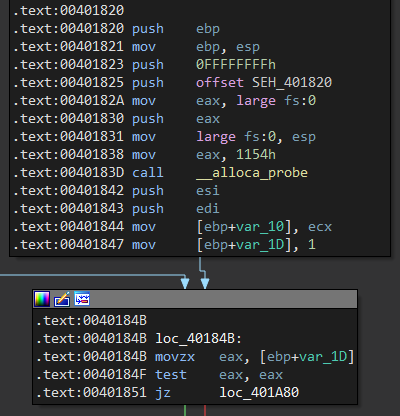 .text:00401820
.text:00401820 push ebp
.text:00401821 mov ebp, esp
.text:00401823 push 0FFFFFFFFh
.text:00401825 push offset SEH_401820
.text:0040182A mov eax, large fs:0
.text:00401830 push eax
.text:00401831 mov large fs:0, esp
.text:00401838 mov eax, 1154h
.text:0040183D call __alloca_probe
.text:00401842 push esi
.text:00401843 push edi
.text:00401844 mov [ebp+var_10], ecx
.text:00401847 mov [ebp+var_1D], 1
.text:0040184B
.text:0040184B loc_40184B:
.text:0040184B movzx eax, [ebp+var_1D]
.text:0040184F test eax, eax
.text:00401851 jz loc_401A80